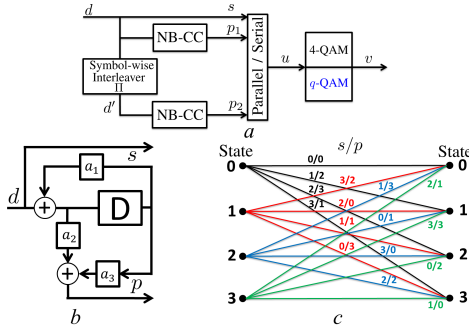 d s
NB-CC p₁
Symbol-wise
Interleaver
Π
d′ NB-CC p₂
Parallel / Serial
u
4-QAM
q-QAM
v
a
d s
a₁
D
a₂
a₃
p
b
State s/p State
0 0/0 0
1/2 3/2 1/3 2/1
2/3
3/1
1 2/0 0/1 3/3 1
1/1
2 0/3 3/0 0/2 2
2/2
3 1/0 3
c